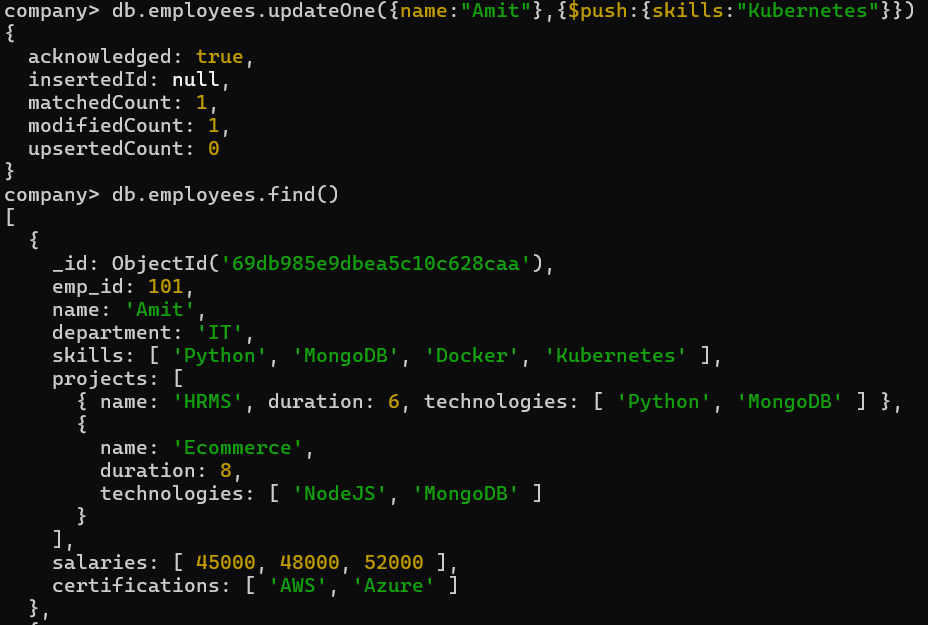 company> db.employees.updateOne({name:"Amit"},{$push:{skills:"Kubernetes"}})
{
  acknowledged: true,
  insertedId: null,
  matchedCount: 1,
  modifiedCount: 1,
  upsertedCount: 0
}
company> db.employees.find()
[
  {
    _id: ObjectId('69db985e9dbea5c10c628caa'),
    emp_id: 101,
    name: 'Amit',
    department: 'IT',
    skills: [ 'Python', 'MongoDB', 'Docker', 'Kubernetes' ],
    projects: [
      { name: 'HRMS', duration: 6, technologies: [ 'Python', 'MongoDB' ] },
      {
        name: 'Ecommerce',
        duration: 8,
        technologies: [ 'NodeJS', 'MongoDB' ]
      }
    ],
    salaries: [ 45000, 48000, 52000 ],
    certifications: [ 'AWS', 'Azure' ]
  },